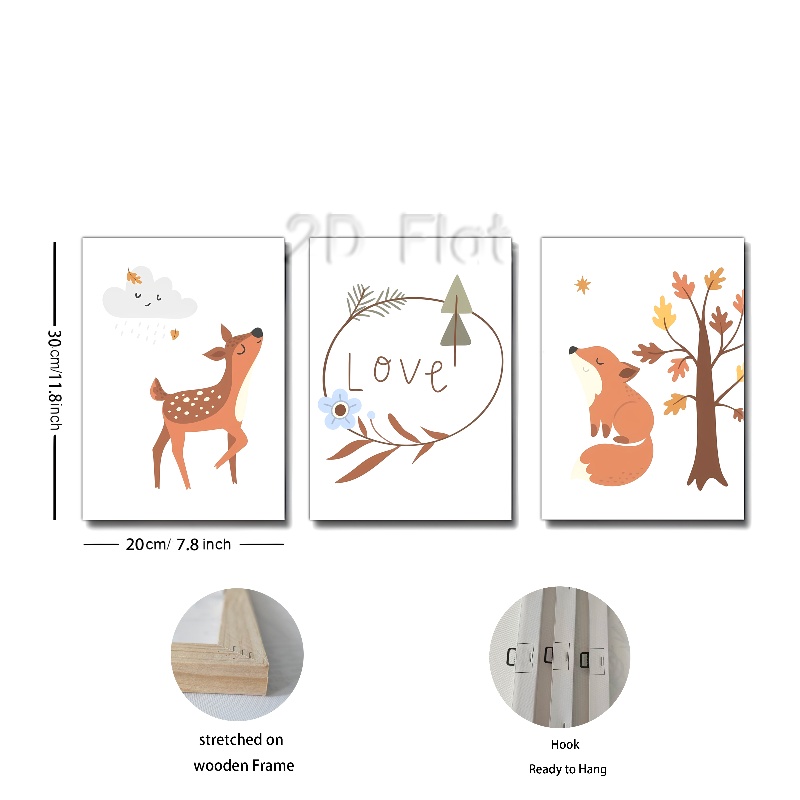 2D Flat
Love
30cm/11.8inch
20cm/ 7.8 inch
stretched on
wooden Frame
Hook
Ready to Hang